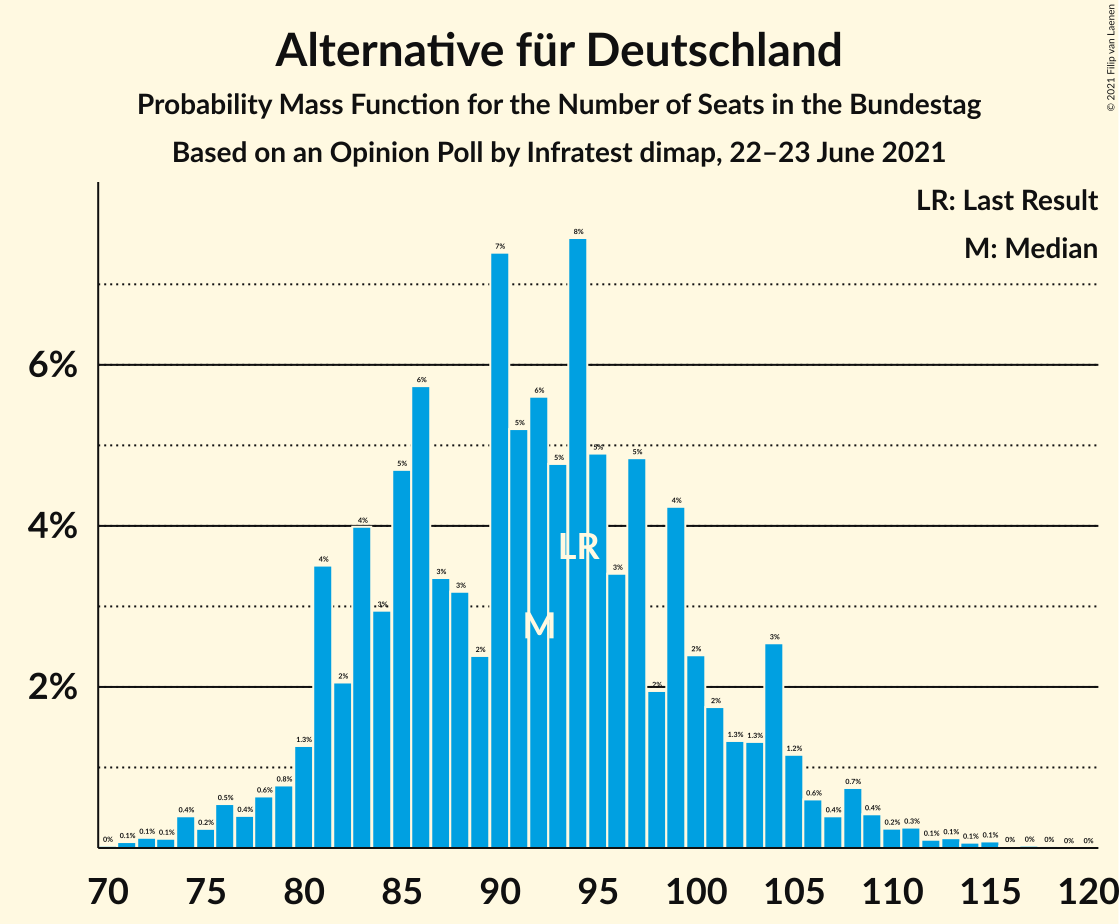 Alternative für Deutschland
Probability Mass Function for the Number of Seats in the Bundestag
Based on an Opinion Poll by Infratest dimap, 22–23 June 2021
© 2021 Filip van Laenen
LR: Last Result
M: Median
6%
4%
2%
0% 0.1% 0.1% 0.1% 0.4% 0.2% 0.5% 0.4% 0.6% 0.8% 1.3% 4% 2% 4% 3% 5% 6% 3% 3% 2% 7% 5% 6% 5% 8% 5% 3% 5% 2% 4% 2% 2% 1.3% 1.3% 3% 1.2% 0.6% 0.4% 0.7% 0.4% 0.2% 0.3% 0.1% 0.1% 0.1% 0.1% 0% 0% 0% 0% 0%
LR
M
70 75 80 85 90 95 100 105 110 115 120